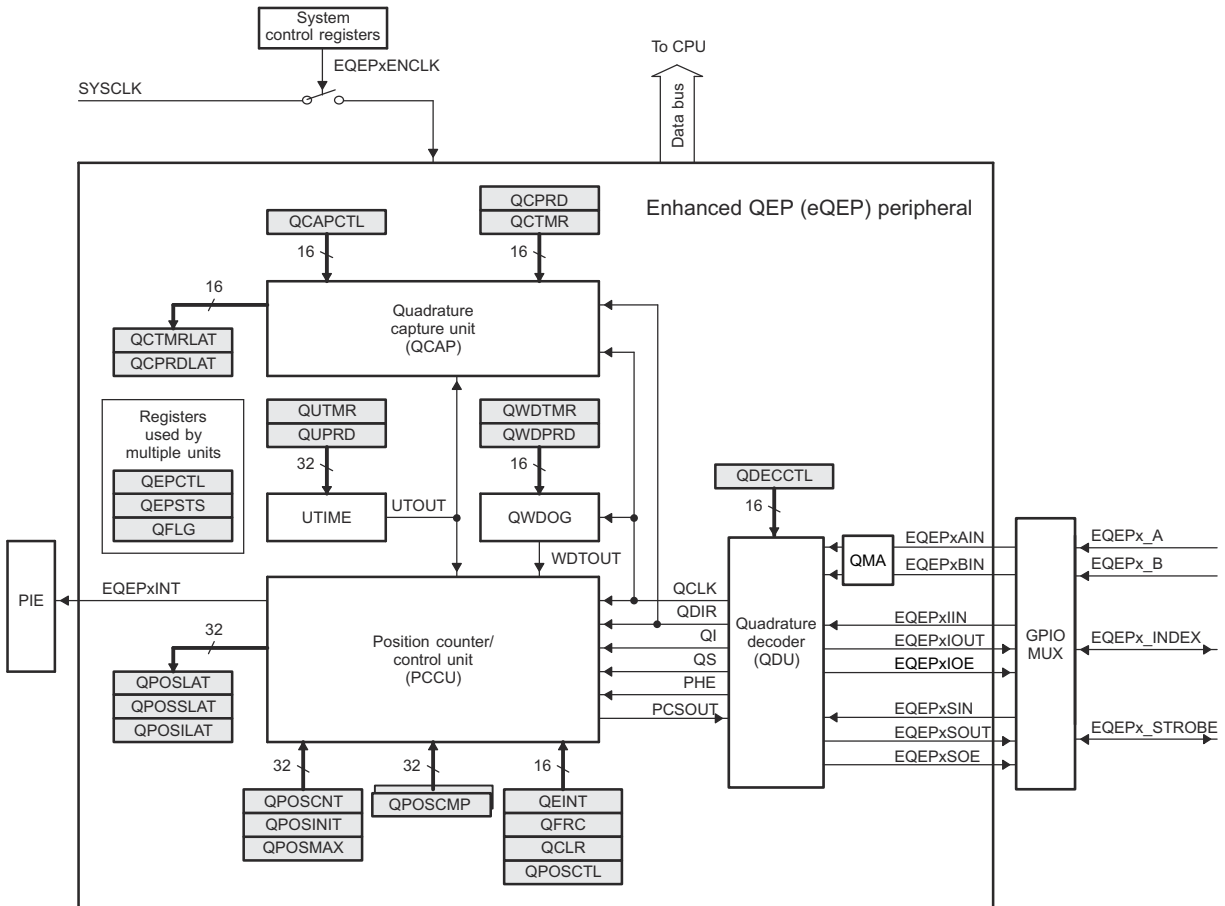 System
control registers
To CPU
EQEPxENCLK
SYSCLK
Data bus
Enhanced QEP (eQEP) peripheral
QCPRD
QCAPCTL
QCTMR
16
16
16
Quadrature
capture unit
(QCAP)
QCTMRLAT
QCPRDLAT
Registers
used by
multiple units
QEPCTL
QEPSTS
QFLG
QUTMR
QUPRD
QWDTMR
QWDPRD
32
16
UTIME
UTOUT
QWDOG
WDTOUT
QDECCTL
16
EQEPxAIN
EQEPxBIN
QMA
EQEPx_A
EQEPx_B
PIE
EQEPxINT
QCLK
QDIR
QI
QS
PHE
PCSOUT
Position counter/
control unit
(PCCU)
Quadrature
decoder
(QDU)
EQEPxIIN
EQEPxIOUT
EQEPxIOE
EQEPxSIN
EQEPxSOUT
EQEPxSOE
GPIO
MUX
EQEPx_INDEX
EQEPx_STROBE
32
QPOSLAT
QPOSSLAT
QPOSILAT
32
32
16
QPOSCNT
QPOSINIT
QPOSMAX
QPOSCMP
QEINT
QFRC
QCLR
QPOSCTL